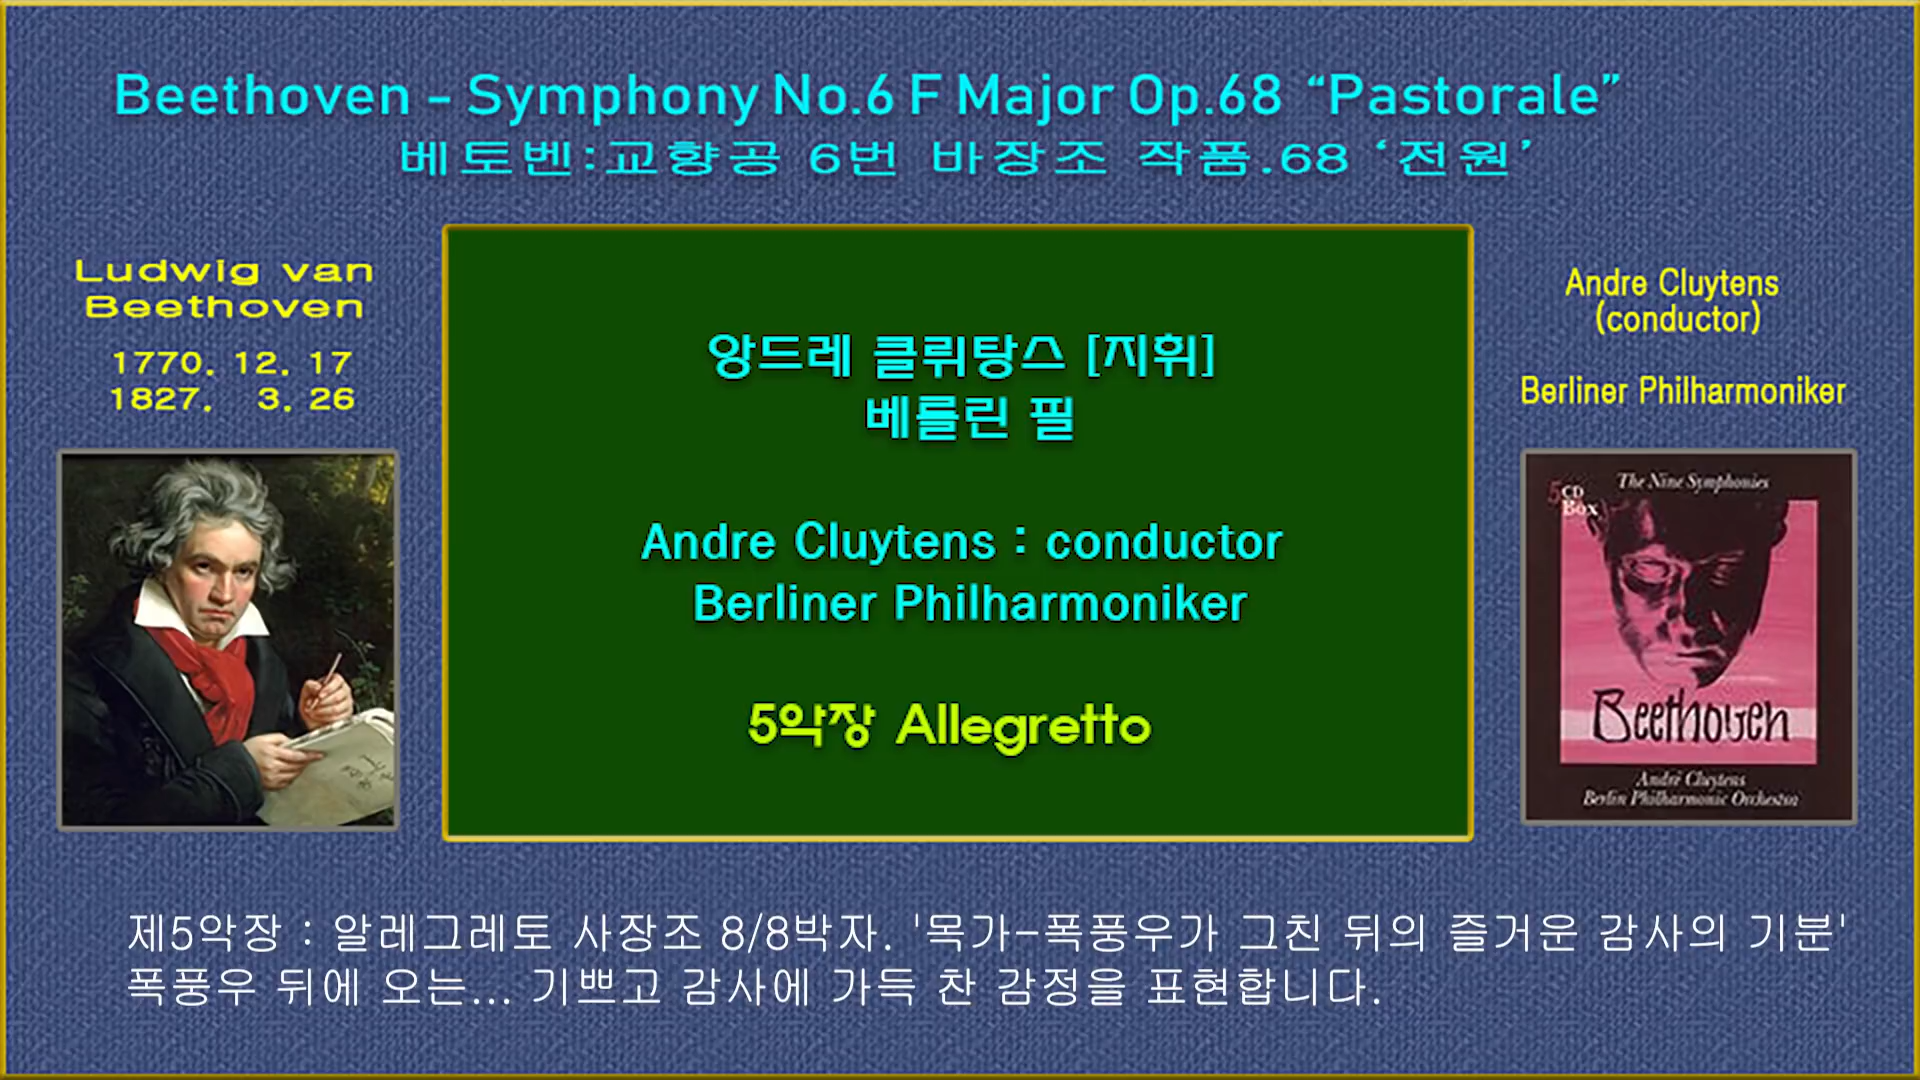 Beethoven - Symphony No.6 F Major Op.68 “Pastorale”
베토벤:교향공 6번 바장조 작품.68 ‘전원’
Ludwig van
Beethoven
1770. 12. 17
1827. 3. 26
앙드레 클뤼탕스 [지휘]
베를린 필
Andre Cluytens : conductor
Berliner Philharmoniker
5악장 Allegretto
Andre Cluytens
(conductor)
Berliner Philharmoniker
The Nine Symphonies
5CD
Box
Beethoven
André Cluytens
Berlin Philharmonic Orchestra
제5악장 : 알레그레토 사장조 8/8박자. '목가-폭풍우가 그친 뒤의 즐거운 감사의 기분'
폭풍우 뒤에 오는... 기쁘고 감사에 가득 찬 감정을 표현합니다.